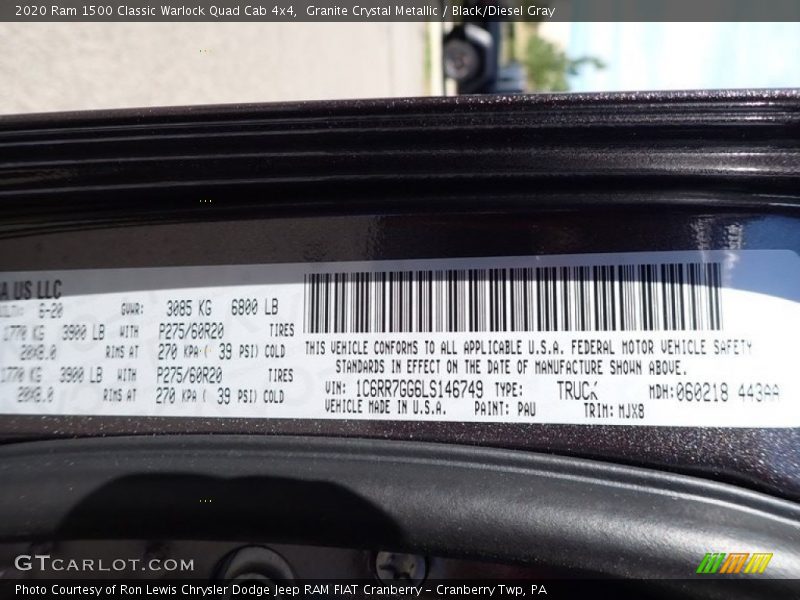 2020 Ram 1500 Classic Warlock Quad Cab 4x4, Granite Crystal Metallic / Black/Diesel Gray
A US LLC
6-20 GVWR: 3085 KG 6800 LB
1770 KG 3900 LB WITH P275/60R20 TIRES
20X8.0 RIMS AT 270 KPA ( 39 PSI) COLD
1770 KG 3900 LB WITH P275/60R20 TIRES
20X8.0 RIMS AT 270 KPA ( 39 PSI) COLD
THIS VEHICLE CONFORMS TO ALL APPLICABLE U.S.A. FEDERAL MOTOR VEHICLE SAFETY
STANDARDS IN EFFECT ON THE DATE OF MANUFACTURE SHOWN ABOVE.
VIN: 1C6RR7GG6LS146749 TYPE: TRUCK MDH:060218 443AA
VEHICLE MADE IN U.S.A. PAINT: PAU TRIM: MJX8
GTCARLOT.COM
Photo Courtesy of Ron Lewis Chrysler Dodge Jeep RAM FIAT Cranberry - Cranberry Twp, PA